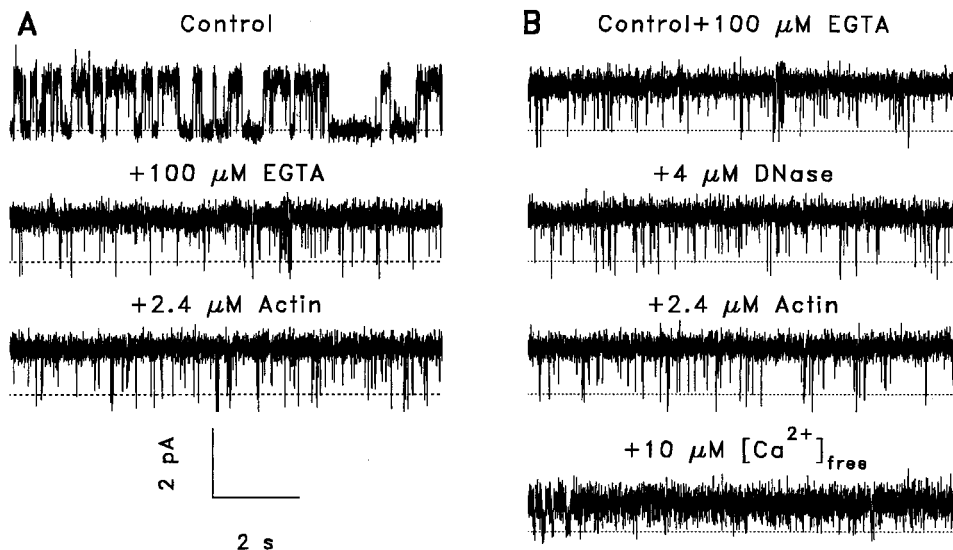 A
Control
+100 μM EGTA
+2.4 μM Actin
2 pA
2 s
B
Control+100 μM EGTA
+4 μM DNase
+2.4 μM Actin
+10 μM [Ca²⁺]free